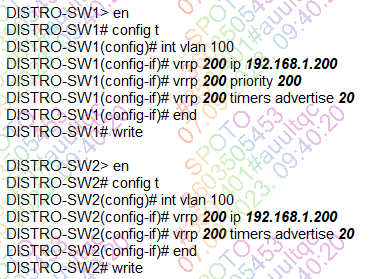 DISTRO-SW1> en
DISTRO-SW1# config t
DISTRO-SW1(config)# int vlan 100
DISTRO-SW1(config-if)# vrrp 200 ip 192.168.1.200
DISTRO-SW1(config-if)# vrrp 200 priority 200
DISTRO-SW1(config-if)# vrrp 200 timers advertise 20
DISTRO-SW1(config-if)# end
DISTRO-SW1# write
DISTRO-SW2> en
DISTRO-SW2# config t
DISTRO-SW2(config)# int vlan 100
DISTRO-SW2(config-if)# vrrp 200 ip 192.168.1.200
DISTRO-SW2(config-if)# vrrp 200 timers advertise 20
DISTRO-SW2(config-if)# end
DISTRO-SW2# write